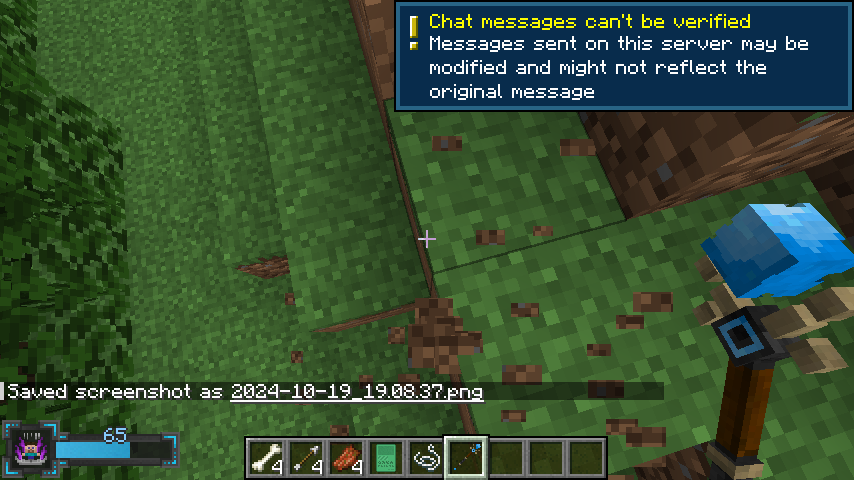 Chat messages can't be verified
Messages sent on this server may be
modified and might not reflect the
original message
Saved screenshot as 2024-10-19_19.08.37.png
65
4
4
4